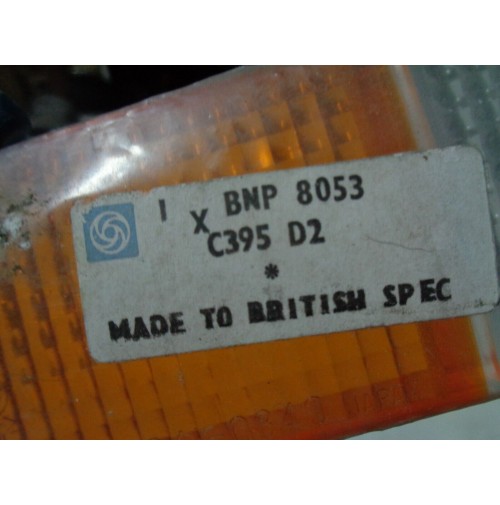 1 X BNP 8053
C395 D2
*
MADE TO BRITISH SPEC